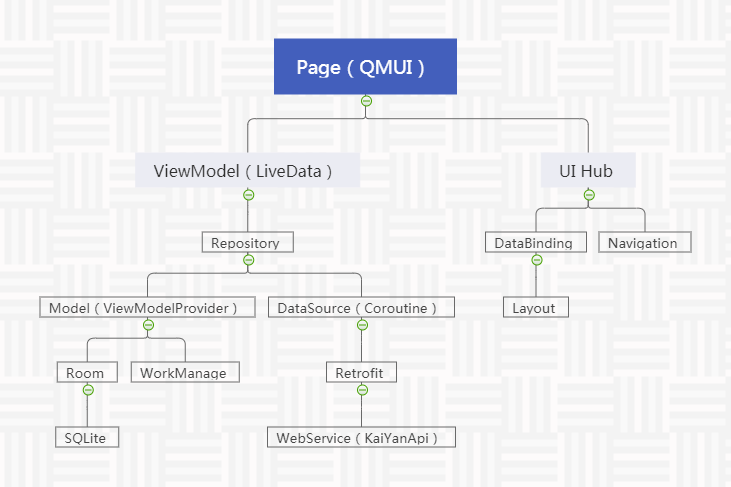 Page ( QMUI )
ViewModel ( LiveData )
UI Hub
Repository
DataBinding
Navigation
Model ( ViewModelProvider )
DataSource ( Coroutine )
Layout
Room
WorkManage
Retrofit
SQLite
WebService ( KaiYanApi )